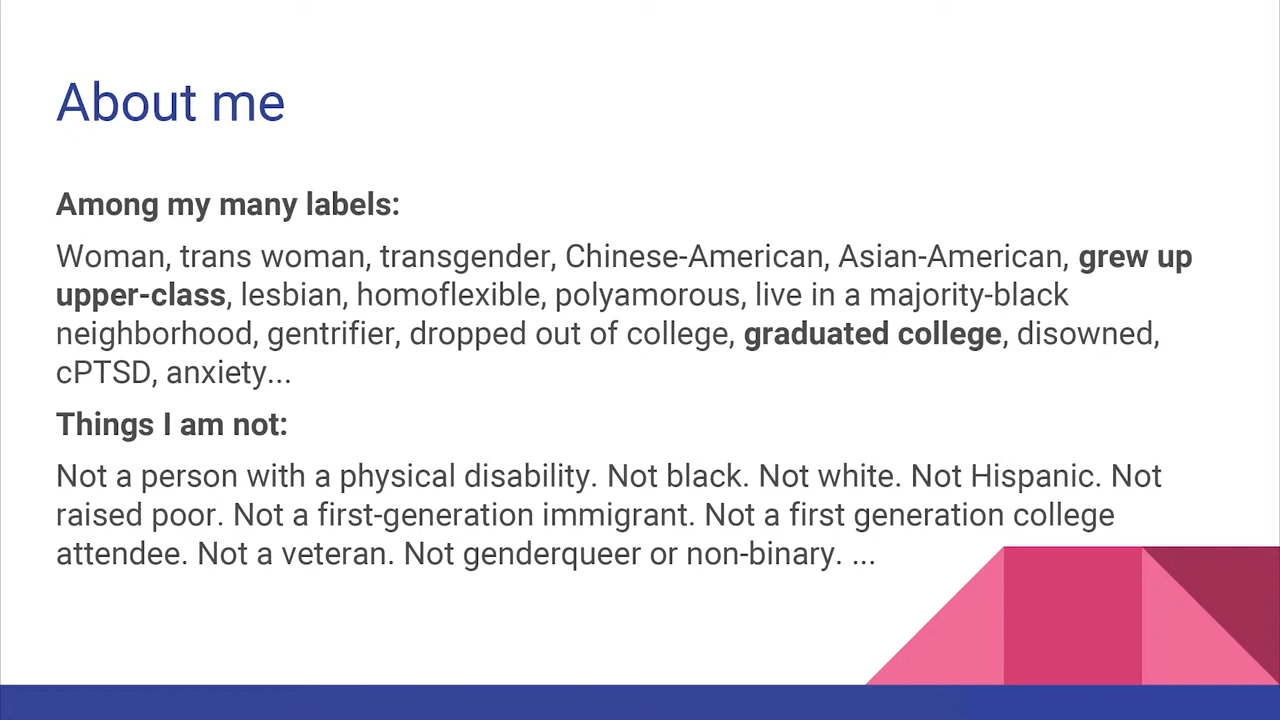 About me
Among my many labels:
Woman, trans woman, transgender, Chinese-American, Asian-American, grew up
upper-class, lesbian, homoflexible, polyamorous, live in a majority-black
neighborhood, gentrifier, dropped out of college, graduated college, disowned,
cPTSD, anxiety...
Things I am not:
Not a person with a physical disability. Not black. Not white. Not Hispanic. Not
raised poor. Not a first-generation immigrant. Not a first generation college
attendee. Not a veteran. Not genderqueer or non-binary. ...